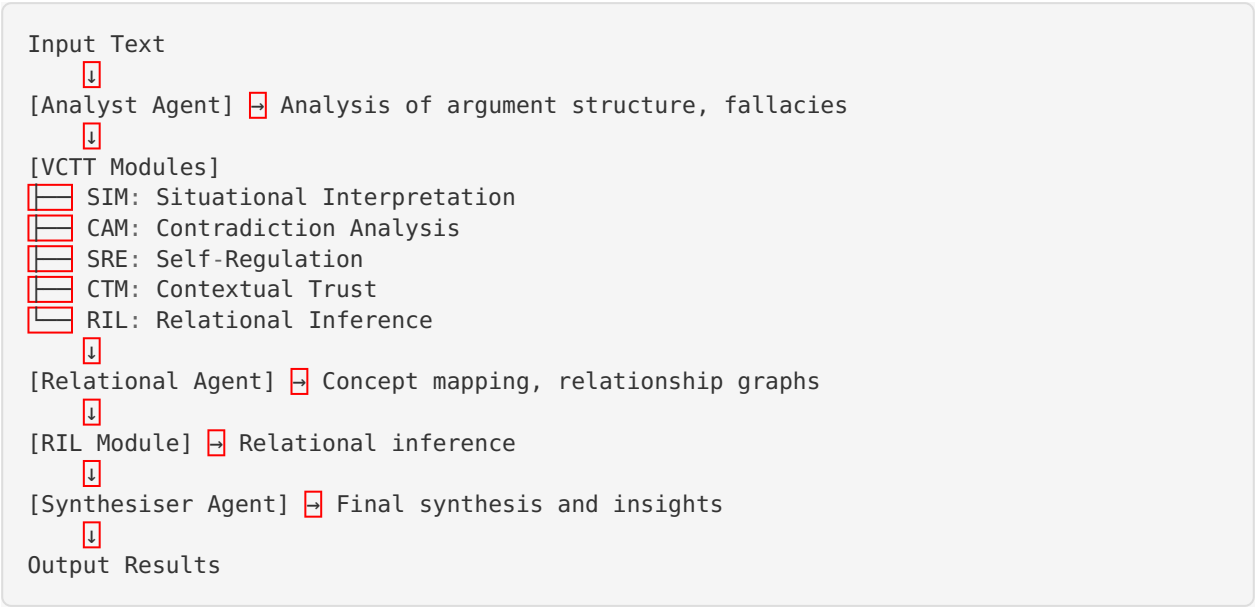 Input Text
    ↓
[Analyst Agent] → Analysis of argument structure, fallacies
    ↓
[VCTT Modules]
├── SIM: Situational Interpretation
├── CAM: Contradiction Analysis
├── SRE: Self-Regulation
├── CTM: Contextual Trust
└── RIL: Relational Inference
    ↓
[Relational Agent] → Concept mapping, relationship graphs
    ↓
[RIL Module] → Relational inference
    ↓
[Synthesiser Agent] → Final synthesis and insights
    ↓
Output Results